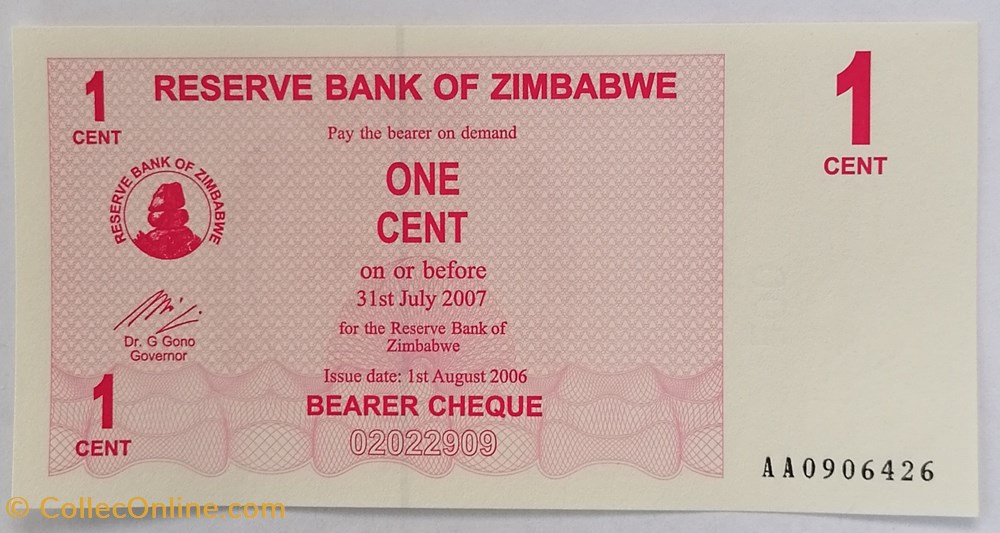 1
CENT
RESERVE BANK OF ZIMBABWE
1
CENT
Pay the bearer on demand
ONE
CENT
RESERVE BANK OF ZIMBABWE
on or before
31st July 2007
Dr. G Gono
Governor
for the Reserve Bank of
Zimbabwe
Issue date: 1st August 2006
1
CENT
BEARER CHEQUE
02022909
AA0906426
© CollecOnline.com